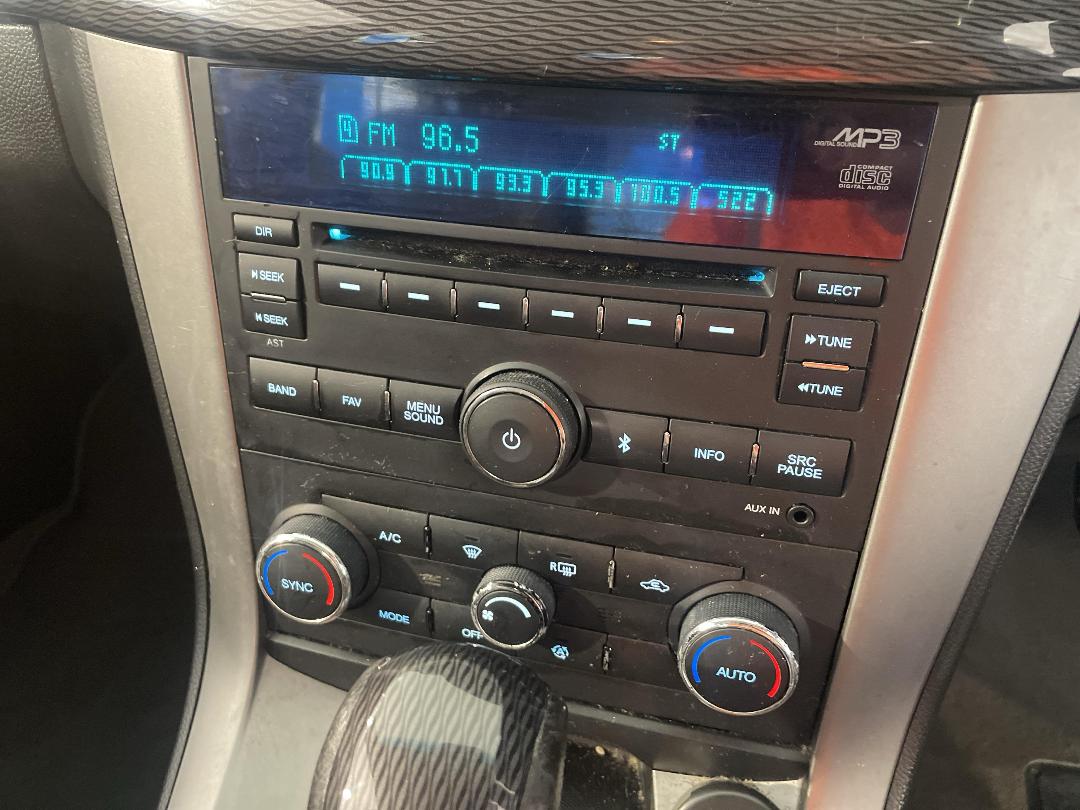 4 FM 96.5 ST
90.9 91.7 93.3 95.3 100.5 522
MP3
DIGITAL SOUND
COMPACT
disc
DIGITAL AUDIO
DIR
SEEK
SEEK
AST
EJECT
TUNE
TUNE
BAND
FAV
MENU
SOUND
INFO
SRC
PAUSE
AUX IN
A/C
R
SYNC
MODE
OFF
A
AUTO